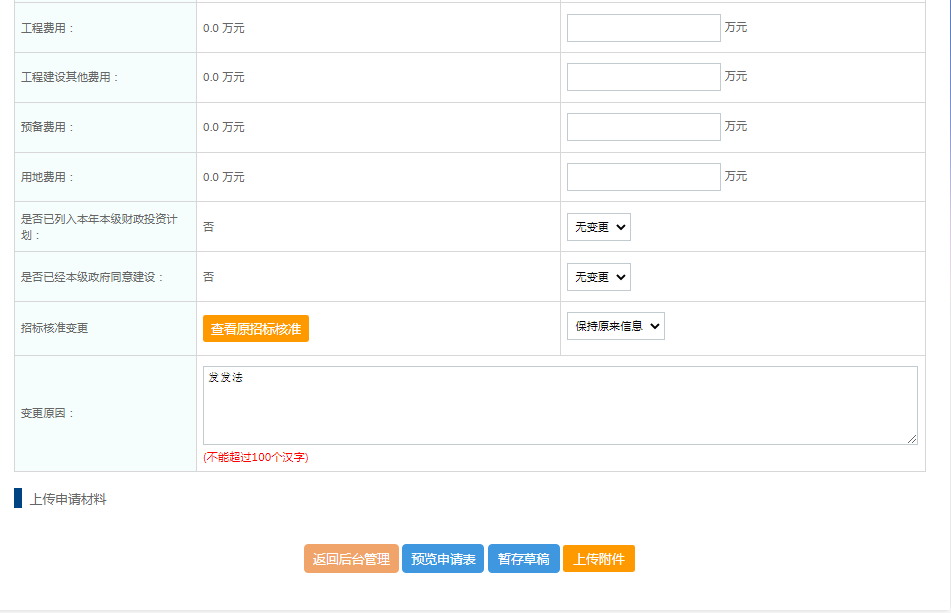 工程费用： 0.0 万元 万元
工程建设其他费用： 0.0 万元 万元
预备费用： 0.0 万元 万元
用地费用： 0.0 万元 万元
是否已列入本年本级财政投资计
划： 否 无变更
是否已经本级政府同意建设： 否 无变更
招标核准变更 查看原招标核准 保持原来信息
变更原因： 发发法
(不能超过100个汉字)
上传申请材料
返回后台管理 预览申请表 暂存草稿 上传附件